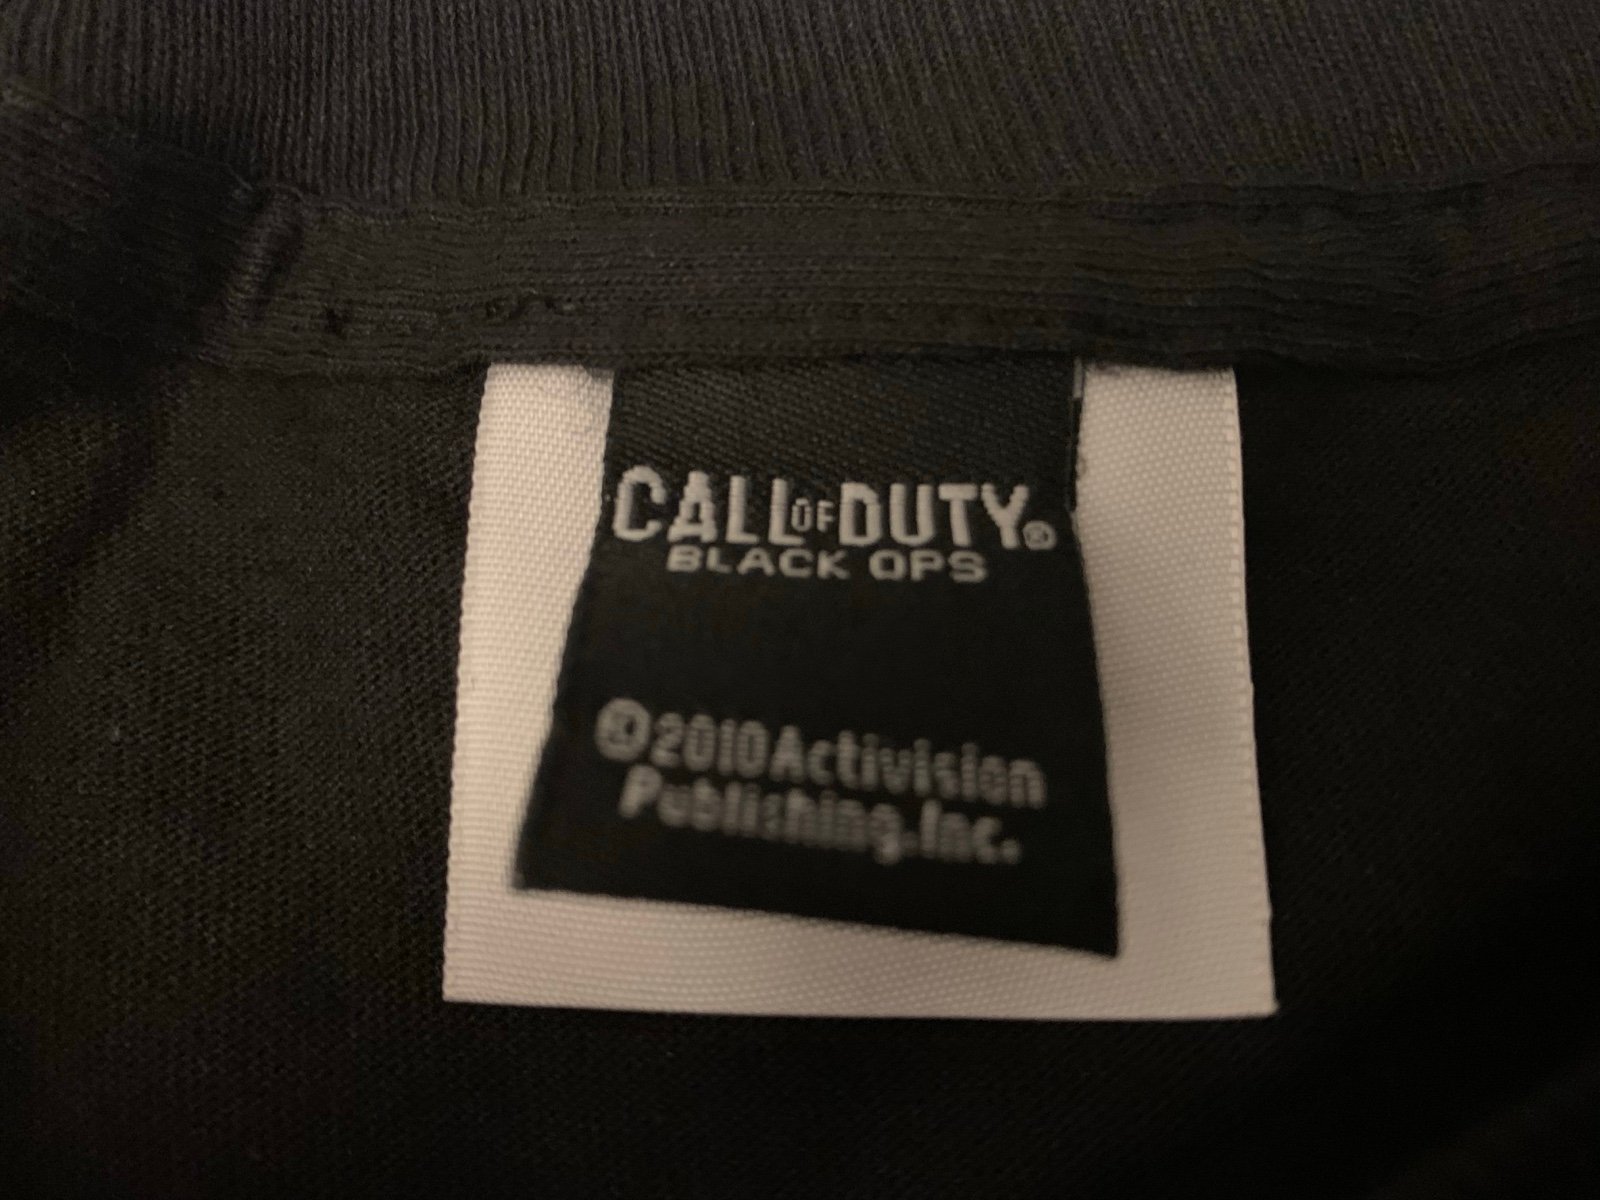 CALL OF DUTY®
BLACK OPS
©2010 Activision
Publishing, Inc.